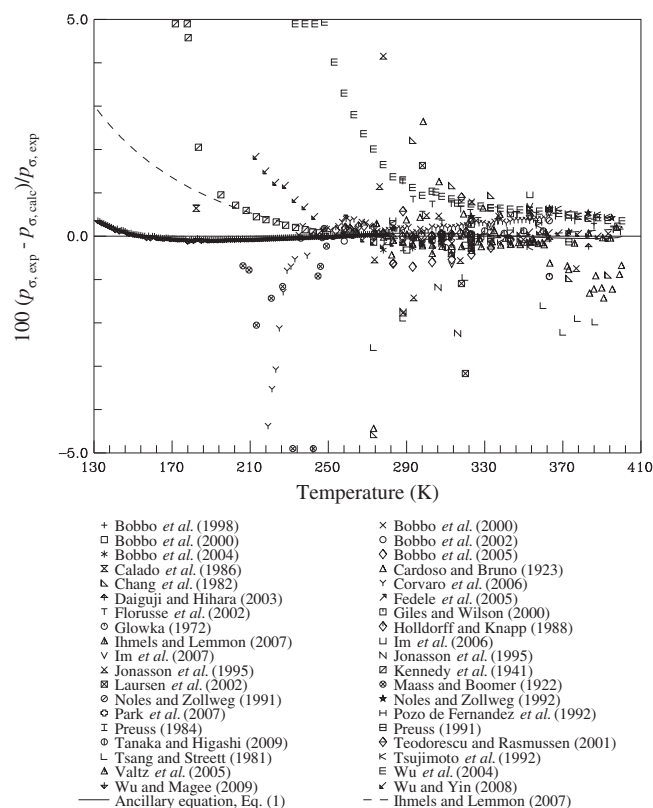 5.0
0.0
-5.0
100 (pσ, exp - pσ, calc)/pσ, exp
130 170 210 250 290 330 370 410
Temperature (K)
Bobbo et al. (1998)
Bobbo et al. (2000)
Bobbo et al. (2004)
Calado et al. (1986)
Chang et al. (1982)
Daiguji and Hihara (2003)
Florusse et al. (2002)
Glowka (1972)
Ihmels and Lemmon (2007)
Im et al. (2007)
Jonasson et al. (1995)
Laursen et al. (2002)
Noles and Zollweg (1991)
Park et al. (2007)
Preuss (1984)
Tanaka and Higashi (2009)
Tsang and Streett (1981)
Valtz et al. (2005)
Wu and Magee (2009)
Ancillary equation, Eq. (1)
Bobbo et al. (2000)
Bobbo et al. (2002)
Bobbo et al. (2005)
Cardoso and Bruno (1923)
Corvaro et al. (2006)
Fedele et al. (2005)
Giles and Wilson (2000)
Holldorff and Knapp (1988)
Im et al. (2006)
Jonasson et al. (1995)
Kennedy et al. (1941)
Maass and Boomer (1922)
Noles and Zollweg (1992)
Pozo de Fernandez et al. (1992)
Preuss (1991)
Teodorescu and Rasmussen (2001)
Tsujimoto et al. (1992)
Wu et al. (2004)
Wu and Yin (2008)
Ihmels and Lemmon (2007)